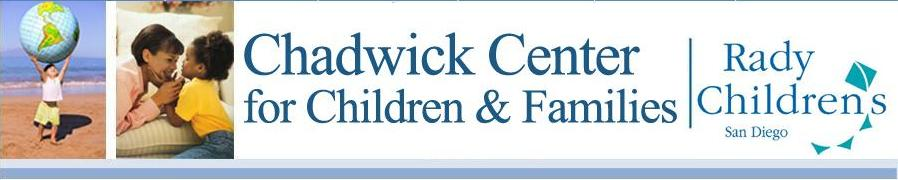 Chadwick Center
for Children & Families
Rady
Children's
San Diego